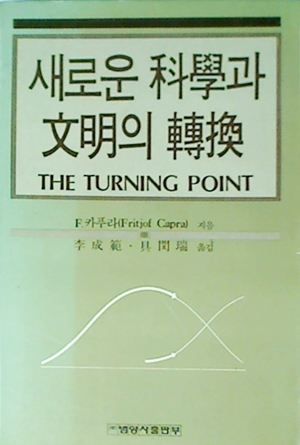 새로운 科學과
文明의 轉換
THE TURNING POINT
F.카푸라(Fritjof Capra) 지음
李成範·具閏瑞 옮김
범양사출판부